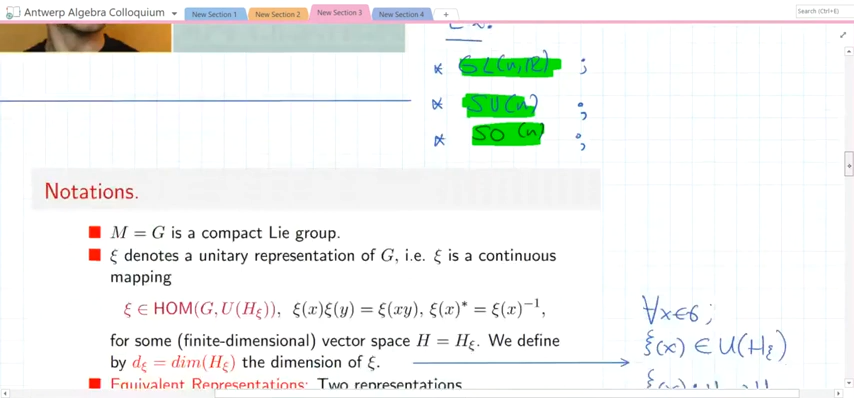 Antwerp Algebra Colloquium
New Section 1
New Section 2
New Section 3
New Section 4
+
Search (Ctrl+E)
* GL(n,ℝ) ;
* SU(n) ;
* SO(n) ;
Notations.
■ M = G is a compact Lie group.
■ ξ denotes a unitary representation of G, i.e. ξ is a continuous
mapping
ξ ∈ HOM(G, U(H_ξ)), ξ(x)ξ(y) = ξ(xy), ξ(x)* = ξ(x)⁻¹,
for some (finite-dimensional) vector space H = H_ξ. We define
by d_ξ = dim(H_ξ) the dimension of ξ.
■ Equivalent Representations: Two representations
∀x∈G ;
ξ(x) ∈ U(H_ξ)